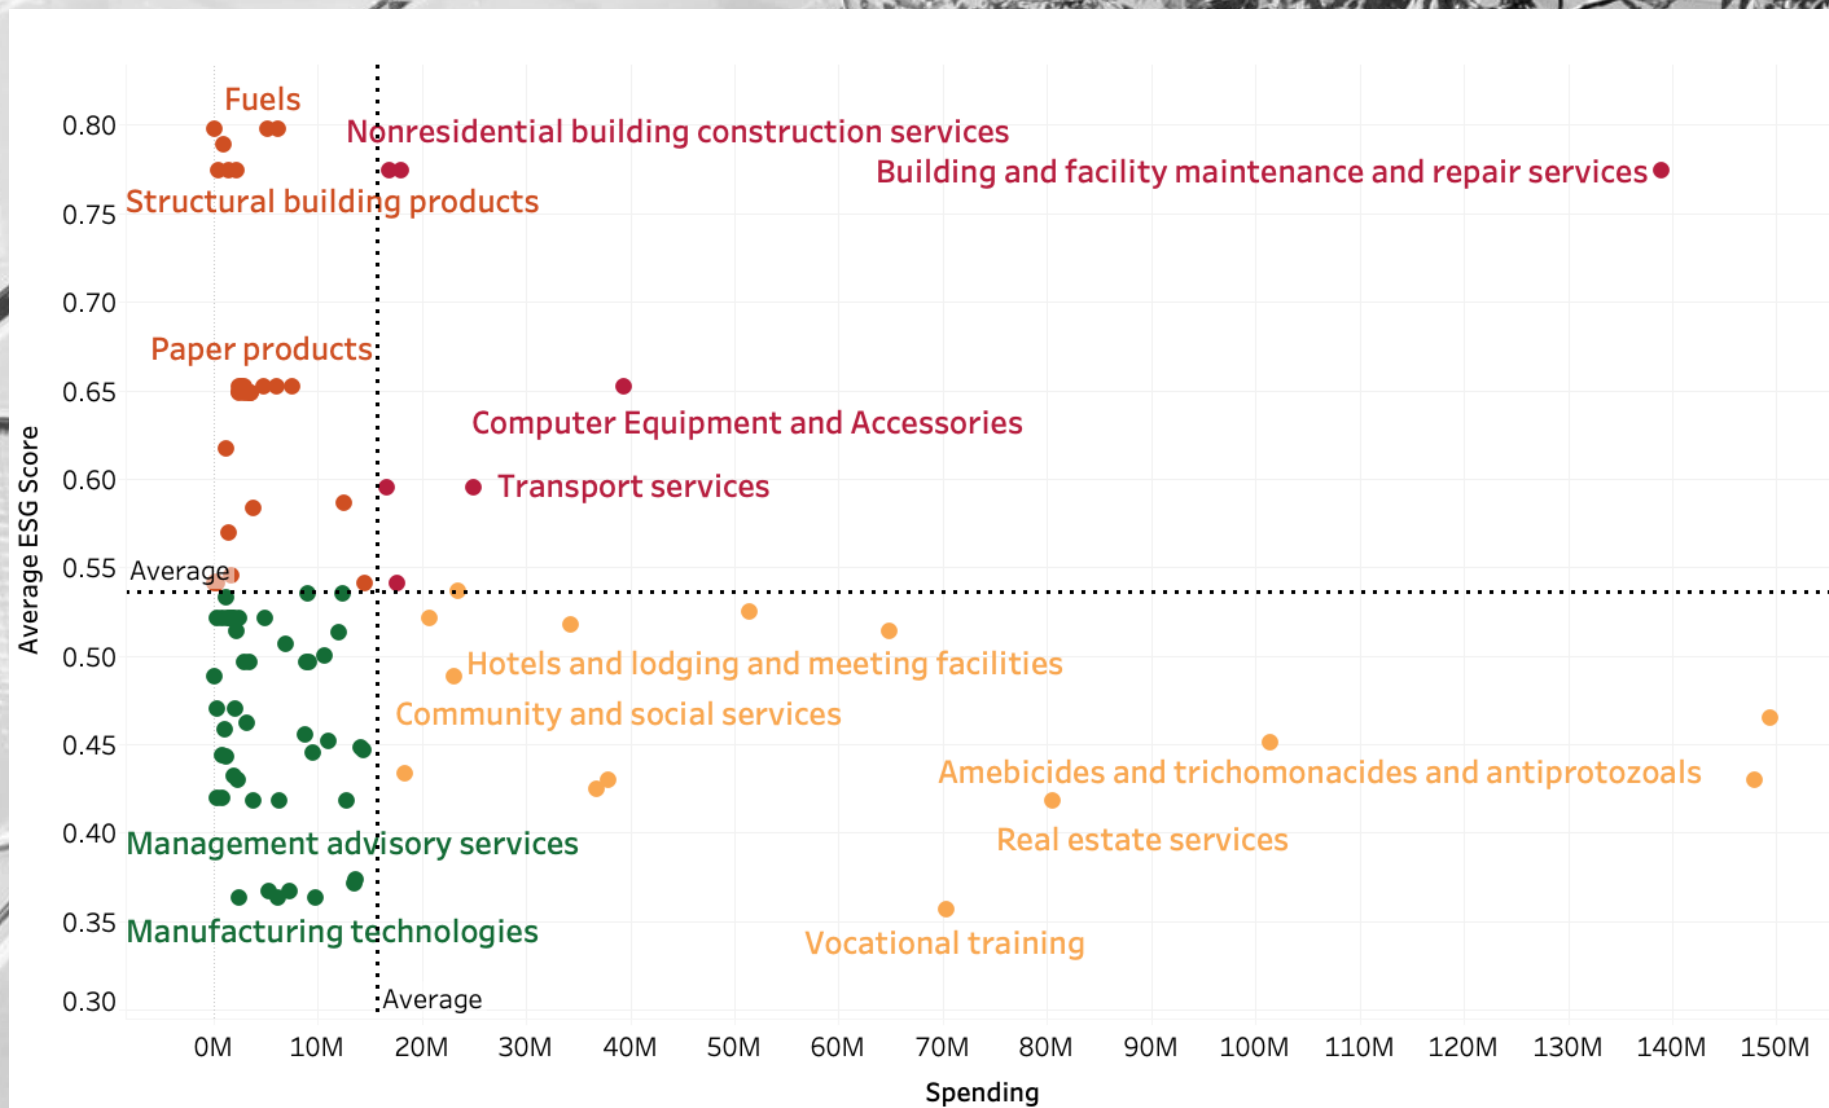 Fuels
0.80
Nonresidential building construction services
Building and facility maintenance and repair services
Structural building products
0.75
0.70
Paper products
0.65
Computer Equipment and Accessories
0.60
Transport services
Average ESG Score
0.55
Average
0.50
Hotels and lodging and meeting facilities
Community and social services
0.45
Amebicides and trichomonacides and antiprotozoals
0.40
Real estate services
Management advisory services
0.35
Manufacturing technologies
Vocational training
0.30
Average
0M 10M 20M 30M 40M 50M 60M 70M 80M 90M 100M 110M 120M 130M 140M 150M
Spending